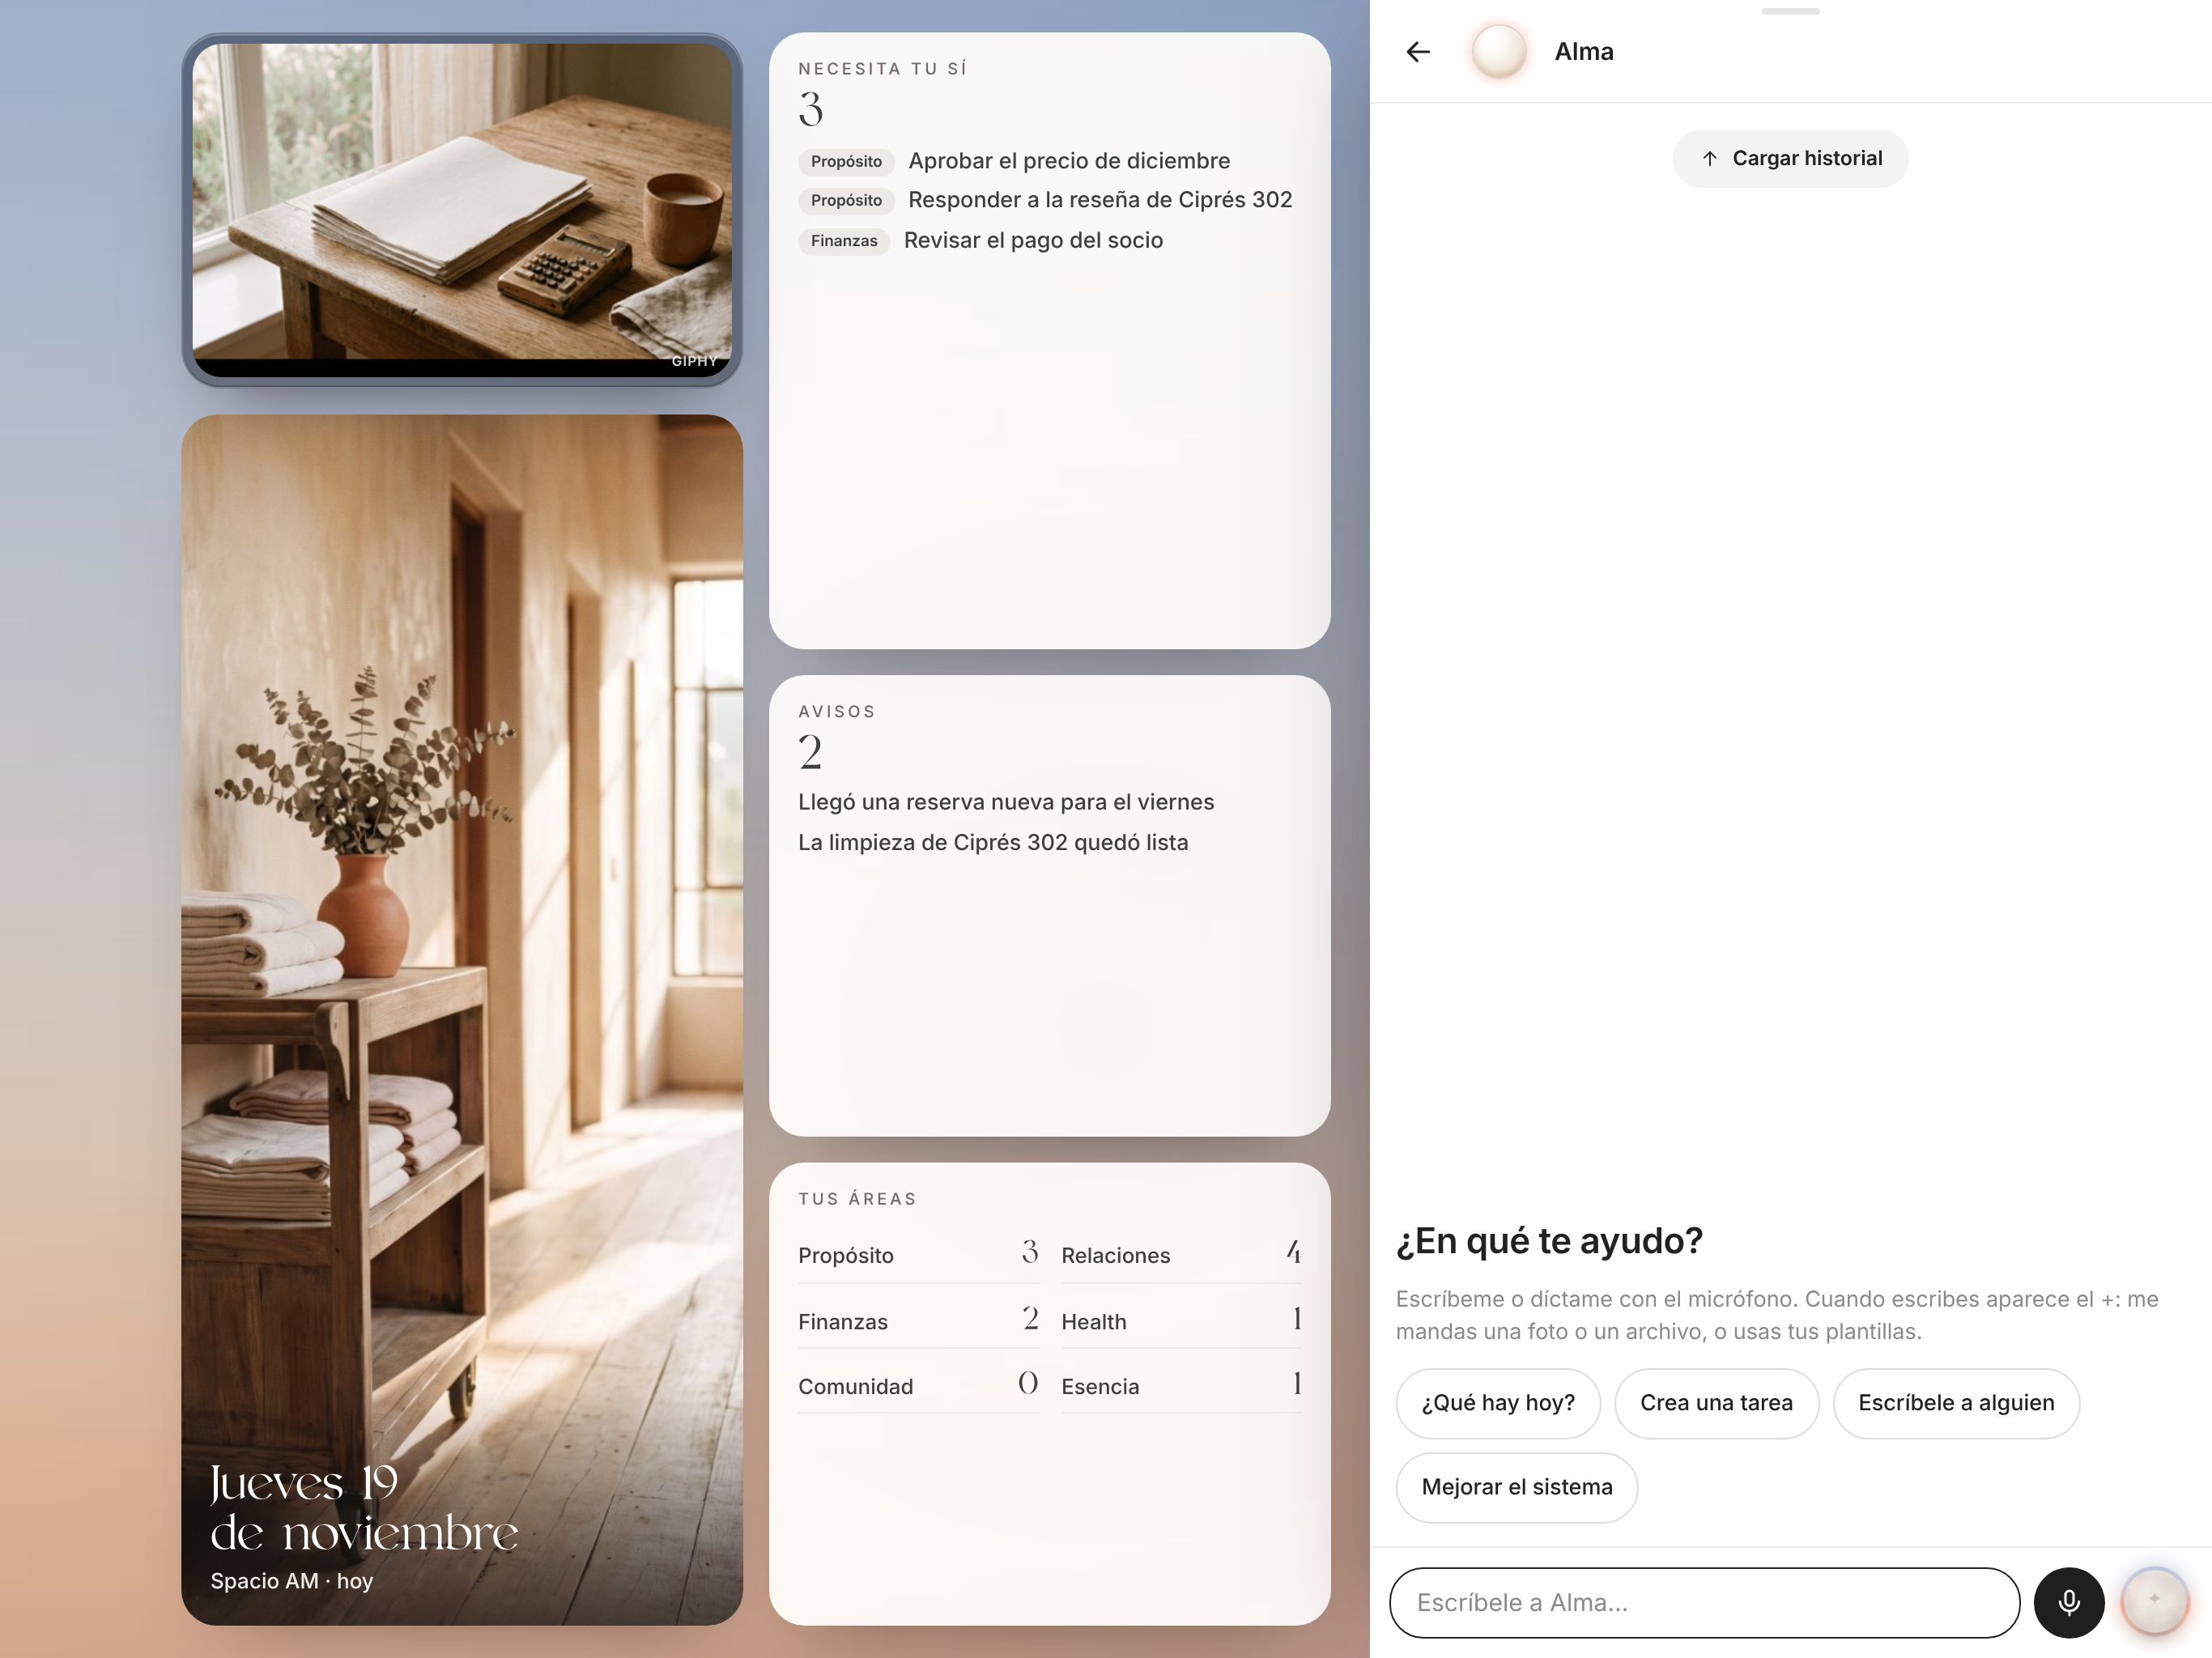 GIPHY
Jueves 19
de noviembre
Spacio AM · hoy
NECESITA TU SÍ
3
Propósito Aprobar el precio de diciembre
Propósito Responder a la reseña de Ciprés 302
Finanzas Revisar el pago del socio
AVISOS
2
Llegó una reserva nueva para el viernes
La limpieza de Ciprés 302 quedó lista
TUS ÁREAS
Propósito 3 Relaciones 4
Finanzas 2 Health 1
Comunidad 0 Esencia 1
Alma
Cargar historial
¿En qué te ayudo?
Escríbeme o díctame con el micrófono. Cuando escribes aparece el +: me
mandas una foto o un archivo, o usas tus plantillas.
¿Qué hay hoy? Crea una tarea Escríbele a alguien
Mejorar el sistema
Escríbele a Alma...